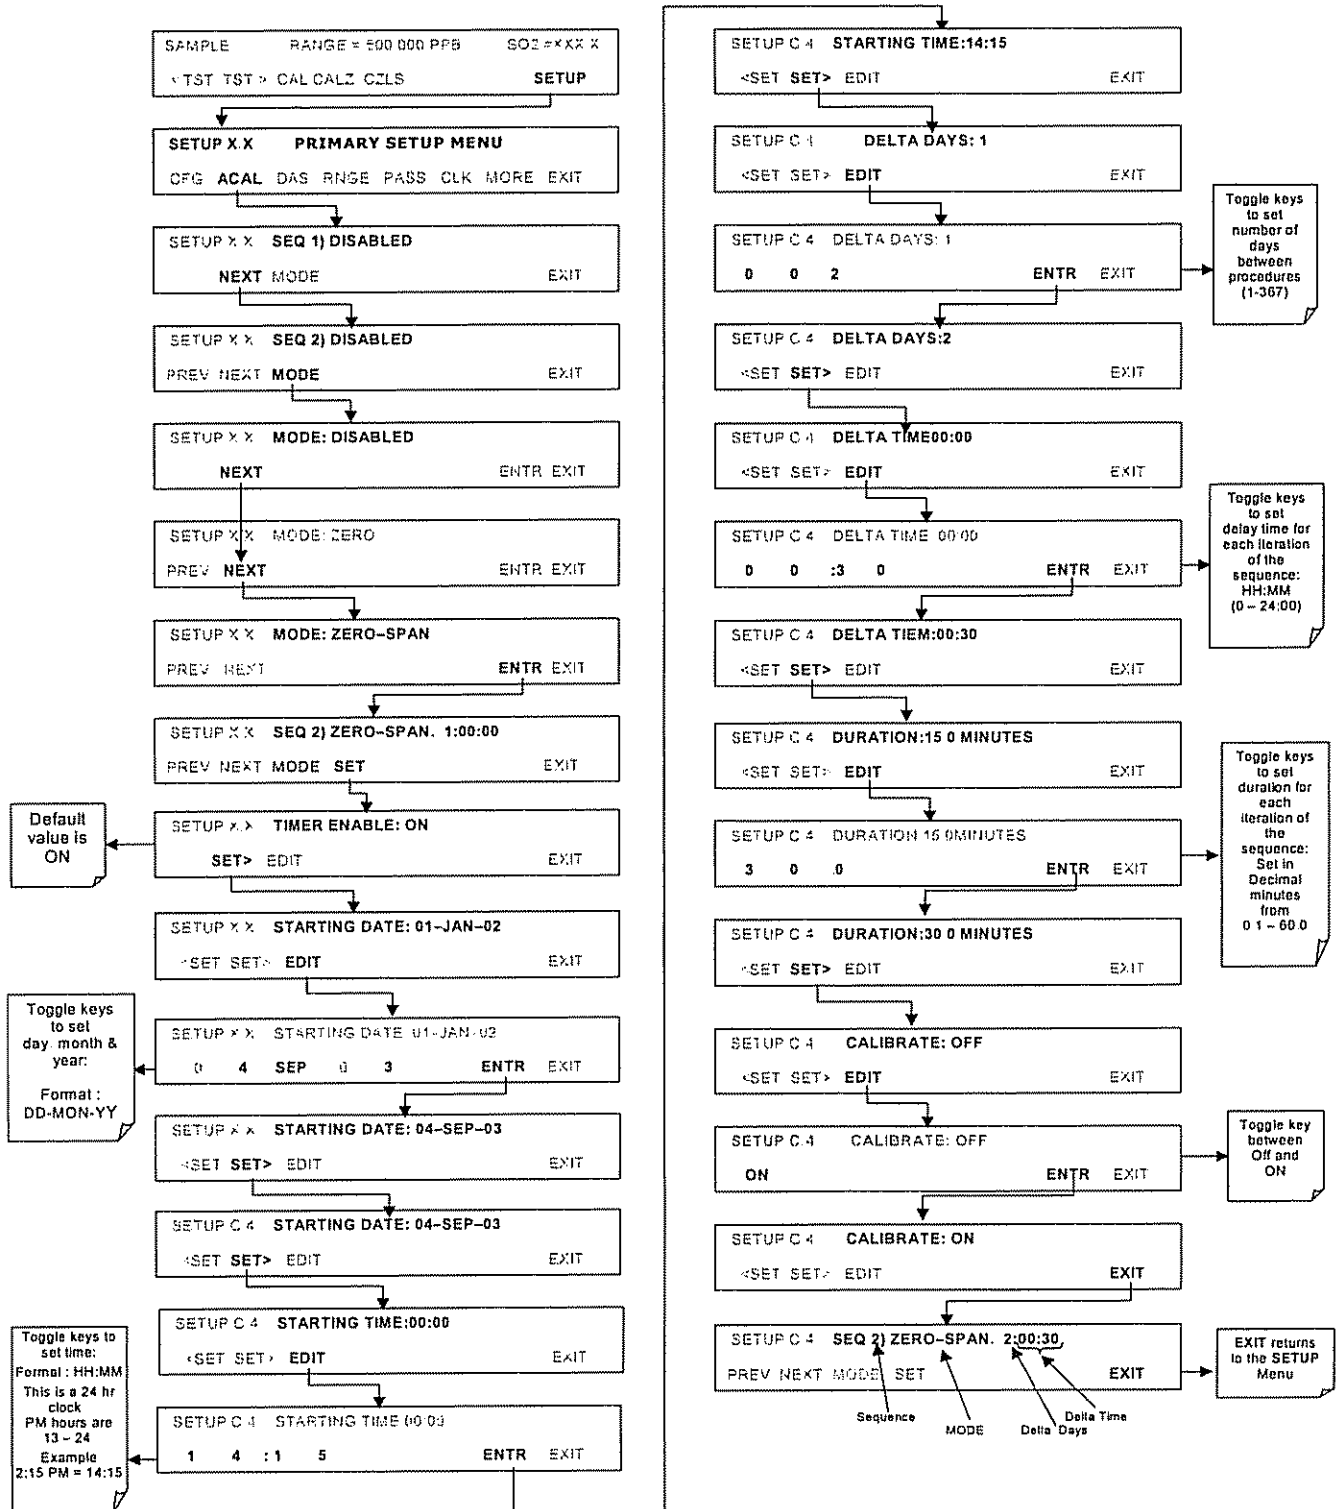 SAMPLE RANGE = 500.000 PPB SO2 =XXX.X
<TST TST > CAL CALZ CZLS SETUP
SETUP X.X PRIMARY SETUP MENU
CFG ACAL DAS RNGE PASS CLK MORE EXIT
SETUP X.X SEQ 1) DISABLED
NEXT MODE EXIT
SETUP X.X SEQ 2) DISABLED
PREV NEXT MODE EXIT
SETUP X.X MODE: DISABLED
NEXT ENTR EXIT
SETUP X.X MODE: ZERO
PREV NEXT ENTR EXIT
SETUP X.X MODE: ZERO–SPAN
PREV NEXT ENTR EXIT
SETUP X.X SEQ 2) ZERO–SPAN. 1:00:00
PREV NEXT MODE SET EXIT
Default
value is
ON
SETUP X.X TIMER ENABLE: ON
SET> EDIT EXIT
SETUP X.X STARTING DATE: 01–JAN–02
<SET SET> EDIT EXIT
Toggle keys
to set
day, month &
year:
Format :
DD-MON-YY
SETUP X.X STARTING DATE 01–JAN–02
0 4 SEP 0 3 ENTR EXIT
SETUP X.X STARTING DATE: 04–SEP–03
<SET SET> EDIT EXIT
SETUP C.4 STARTING DATE: 04–SEP–03
<SET SET> EDIT EXIT
SETUP C.4 STARTING TIME:00:00
<SET SET> EDIT EXIT
Toggle keys to
set time:
Format : HH:MM
This is a 24 hr
clock
PM hours are
13 – 24
Example
2:15 PM = 14:15
SETUP C.4 STARTING TIME 00:00
1 4 :1 5 ENTR EXIT
SETUP C.4 STARTING TIME:14:15
<SET SET> EDIT EXIT
SETUP C.4 DELTA DAYS: 1
<SET SET> EDIT EXIT
SETUP C.4 DELTA DAYS: 1
0 0 2 ENTR EXIT
Toggle keys
to set
number of
days
between
procedures
(1-367)
SETUP C.4 DELTA DAYS:2
<SET SET> EDIT EXIT
SETUP C.4 DELTA TIME00:00
<SET SET> EDIT EXIT
SETUP C.4 DELTA TIME 00:00
0 0 :3 0 ENTR EXIT
Toggle keys
to set
delay time for
each iteration
of the
sequence:
HH:MM
(0 – 24:00)
SETUP C.4 DELTA TIEM:00:30
<SET SET> EDIT EXIT
SETUP C.4 DURATION:15.0 MINUTES
<SET SET> EDIT EXIT
SETUP C.4 DURATION 15.0MINUTES
3 0 .0 ENTR EXIT
Toggle keys
to set
duration for
each
iteration of
the
sequence:
Set in
Decimal
minutes
from
0.1 – 60.0
SETUP C.4 DURATION:30.0 MINUTES
<SET SET> EDIT EXIT
SETUP C.4 CALIBRATE: OFF
<SET SET> EDIT EXIT
SETUP C.4 CALIBRATE: OFF
ON ENTR EXIT
Toggle key
between
Off and
ON
SETUP C.4 CALIBRATE: ON
<SET SET> EDIT EXIT
SETUP C.4 SEQ 2) ZERO–SPAN. 2:00:30,
PREV NEXT MODE SET EXIT
EXIT returns
to the SETUP
Menu
Sequence MODE Delta Days Delta Time